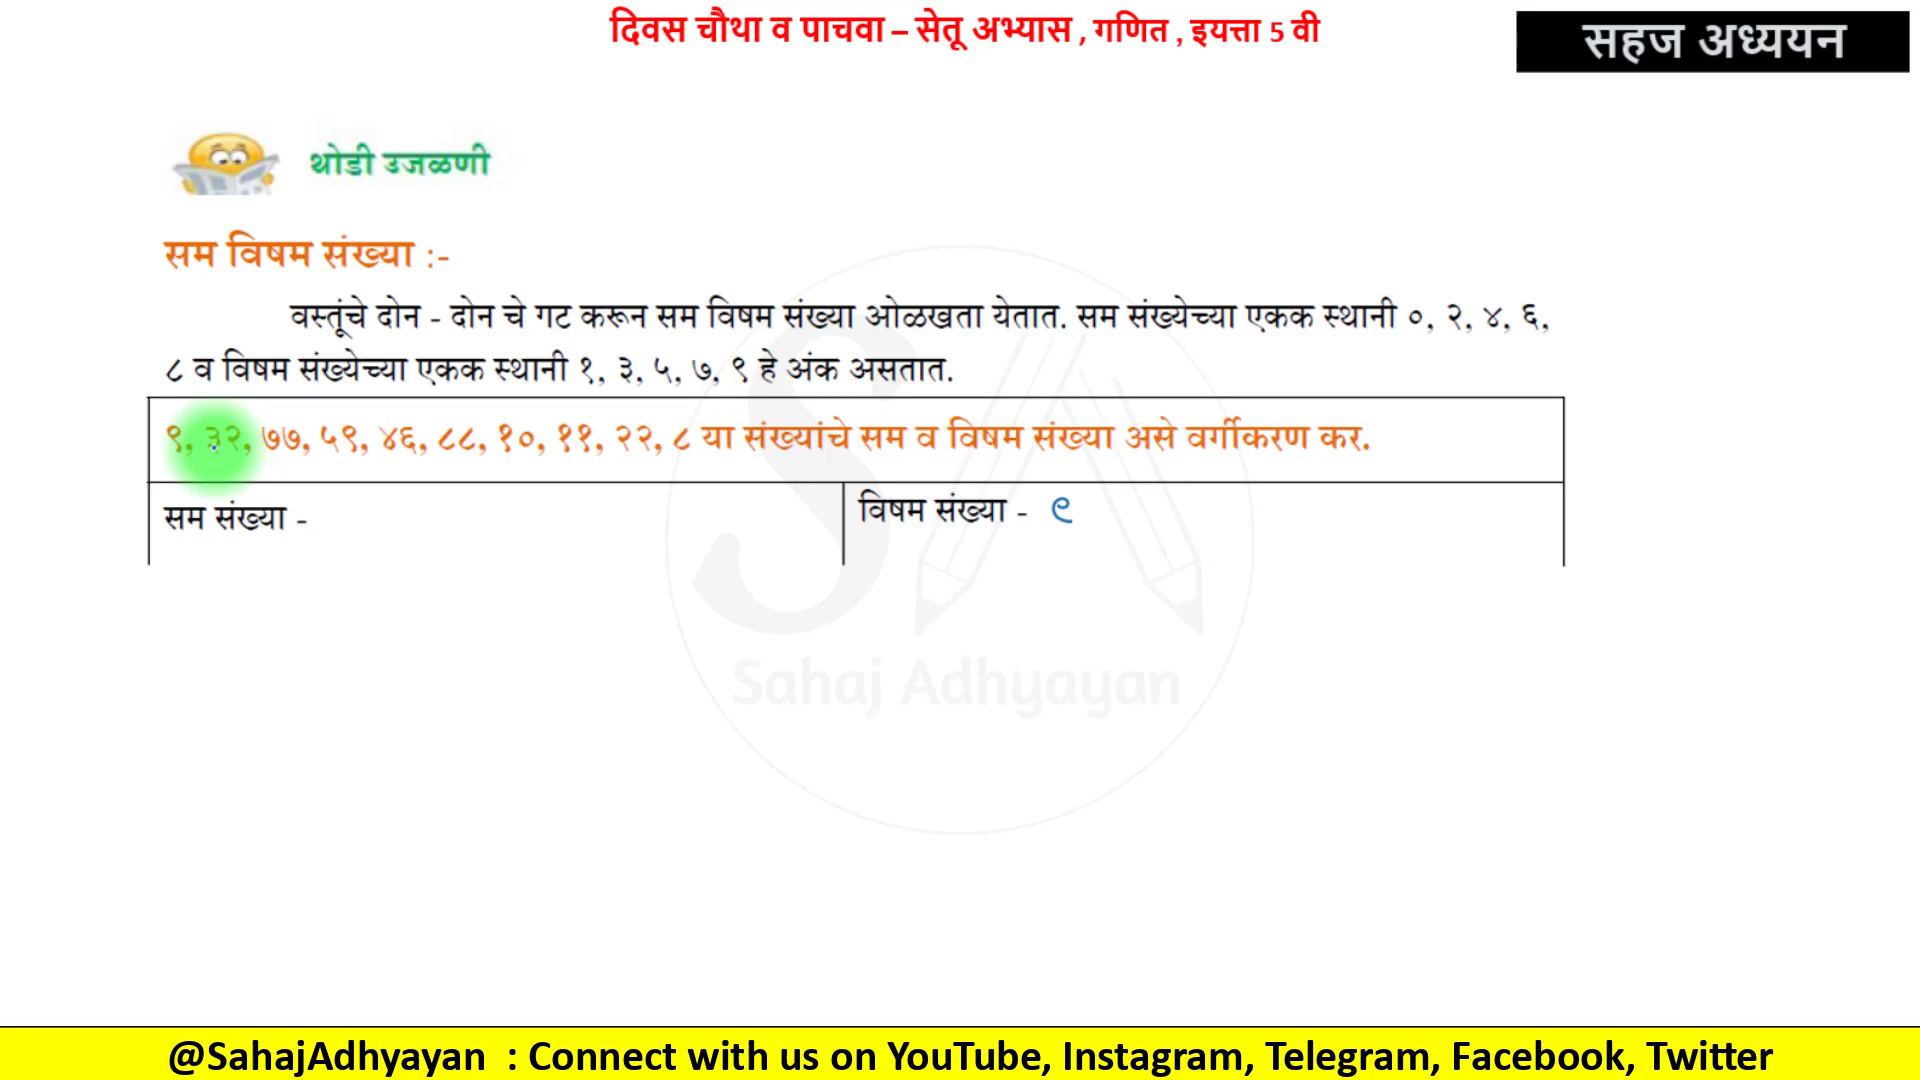 दिवस चौथा व पाचवा – सेतू अभ्यास , गणित , इयत्ता 5 वी
सहज अध्ययन
थोडी उजळणी
सम विषम संख्या :-
वस्तूंचे दोन - दोन चे गट करून सम विषम संख्या ओळखता येतात. सम संख्येच्या एकक स्थानी ०, २, ४, ६,
८ व विषम संख्येच्या एकक स्थानी १, ३, ५, ७, ९ हे अंक असतात.
९, ३२, ७७, ५९, ४६, ८८, १०, ११, २२, ८ या संख्यांचे सम व विषम संख्या असे वर्गीकरण कर.
सम संख्या -
विषम संख्या - ९
Sahaj Adhyayan
@SahajAdhyayan : Connect with us on YouTube, Instagram, Telegram, Facebook, Twitter